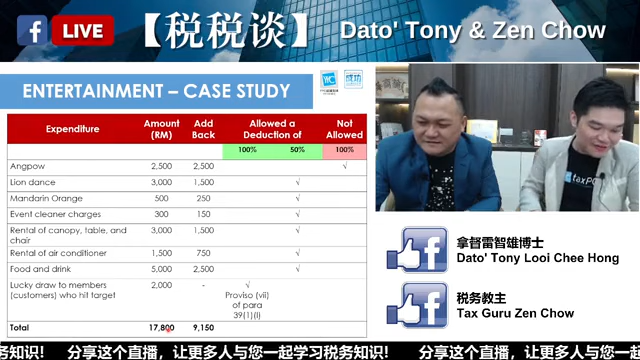 f LIVE 【税税谈】 Dato' Tony & Zen Chow
ENTERTAINMENT – CASE STUDY
Expenditure Amount (RM) Add Back Allowed a Deduction of Not Allowed
100% 50% 100%
Angpow 2,500 2,500 √
Lion dance 3,000 1,500 √
Mandarin Orange 500 250 √
Event cleaner charges 300 150 √
Rental of canopy, table, and chair 3,000 1,500 √
Rental of air conditioner 1,500 750 √
Food and drink 5,000 2,500 √
Lucky draw to members (customers) who hit target 2,000 - √ Proviso (vii) of para 39(1)(l)
Total 17,800 9,150
taxPO
拿督雷智雄博士
Dato' Tony Looi Chee Hong
税务教主
Tax Guru Zen Chow
务知识! 分享这个直播，让更多人与您一起学习税务知识! 分享这个直播，让更多人与您